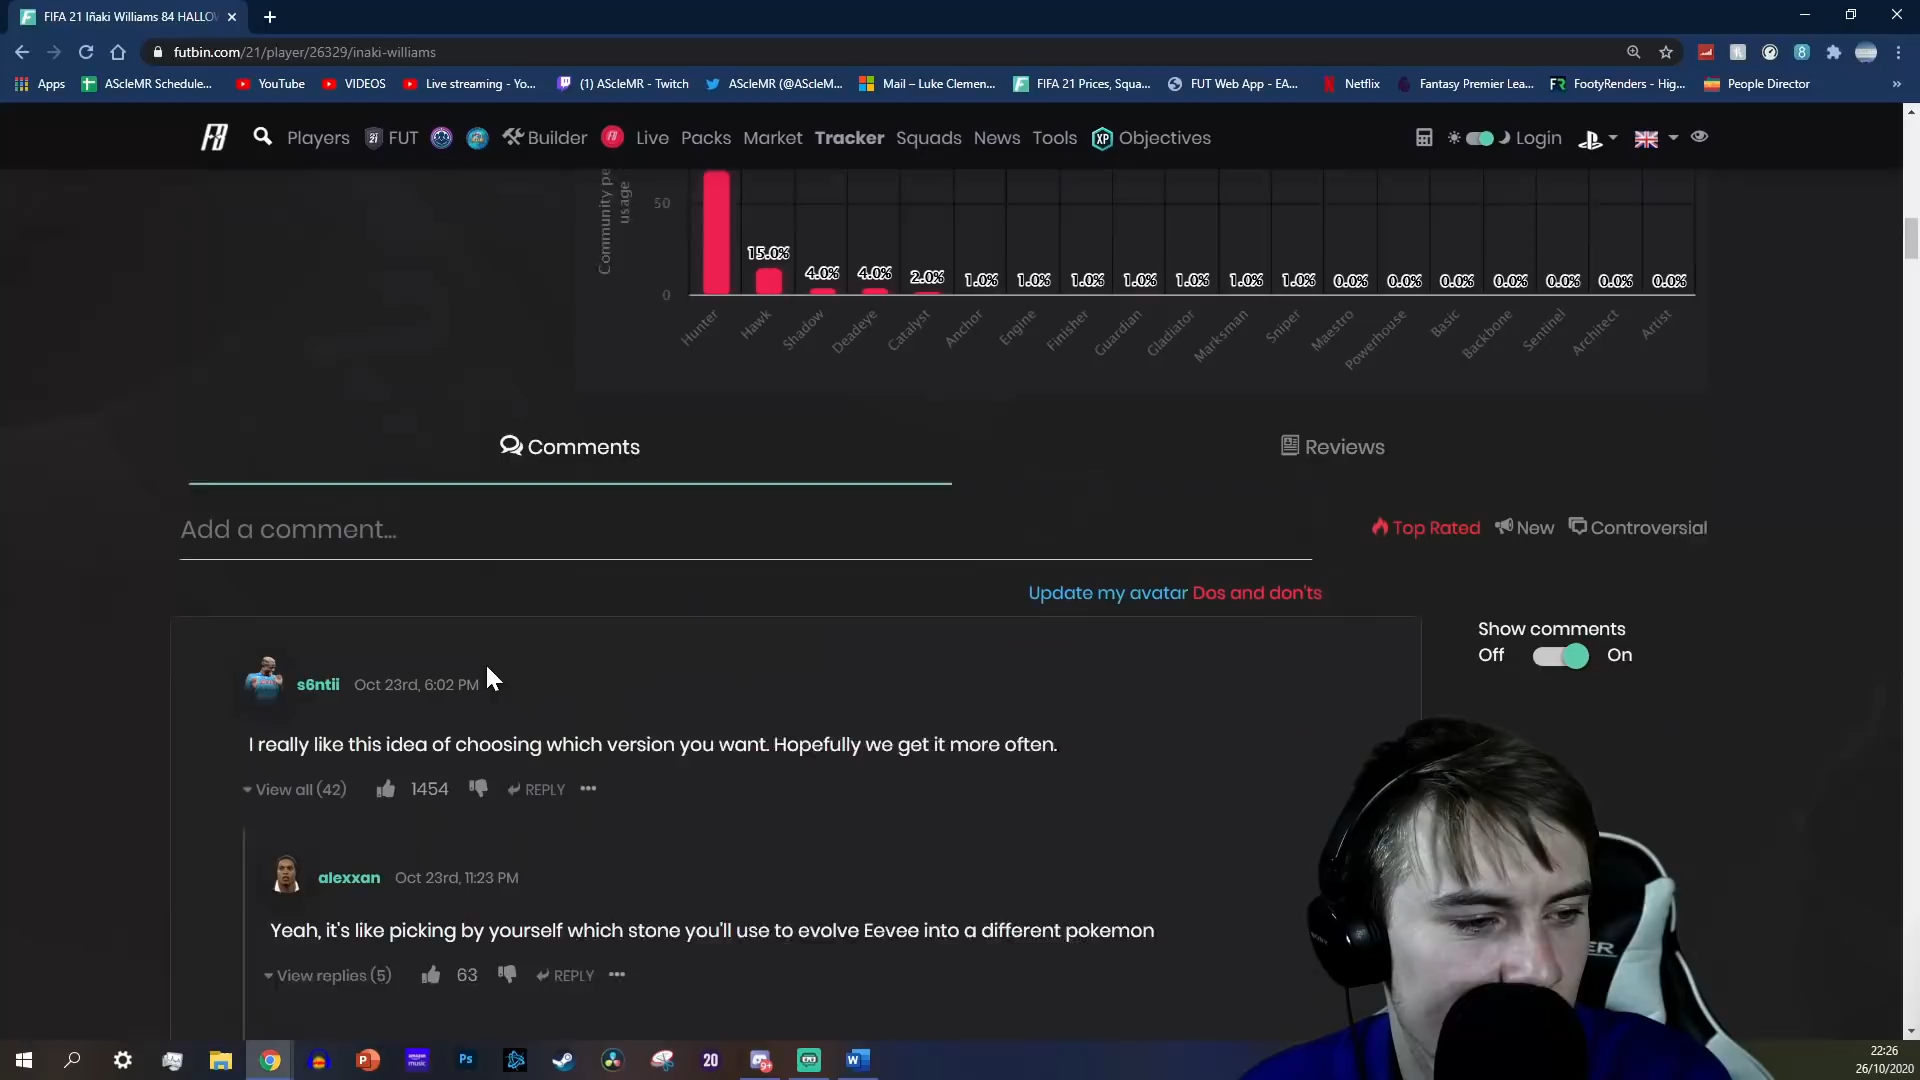 FIFA 21 Iñaki Williams 84 HALLOV
futbin.com/21/player/26329/inaki-williams
Apps
AScleMR Schedule...
YouTube
VIDEOS
Live streaming - Yo...
(1) AScleMR - Twitch
AScleMR (@AScleM...
Mail – Luke Clemen...
FIFA 21 Prices, Squa...
FUT Web App - EA...
Netflix
Fantasy Premier Lea...
FootyRenders - Hig...
People Director
Players
FUT
Builder
Live
Packs
Market
Tracker
Squads
News
Tools
Objectives
Login
Community pe
usage
50
0
15.0%
4.0%
4.0%
2.0%
1.0%
1.0%
1.0%
1.0%
1.0%
1.0%
1.0%
0.0%
0.0%
0.0%
0.0%
0.0%
0.0%
0.0%
Hunter
Hawk
Shadow
Deadeye
Catalyst
Anchor
Engine
Finisher
Guardian
Gladiator
Marksman
Sniper
Maestro
Powerhouse
Basic
Backbone
Sentinel
Architect
Artist
Comments
Reviews
Add a comment...
Top Rated
New
Controversial
Update my avatar Dos and don'ts
Show comments
Off
On
s6ntii Oct 23rd, 6:02 PM
I really like this idea of choosing which version you want. Hopefully we get it more often.
View all (42) 1454 REPLY
alexxan Oct 23rd, 11:23 PM
Yeah, it's like picking by yourself which stone you'll use to evolve Eevee into a different pokemon
View replies (5) 63 REPLY
22:26
26/10/2020